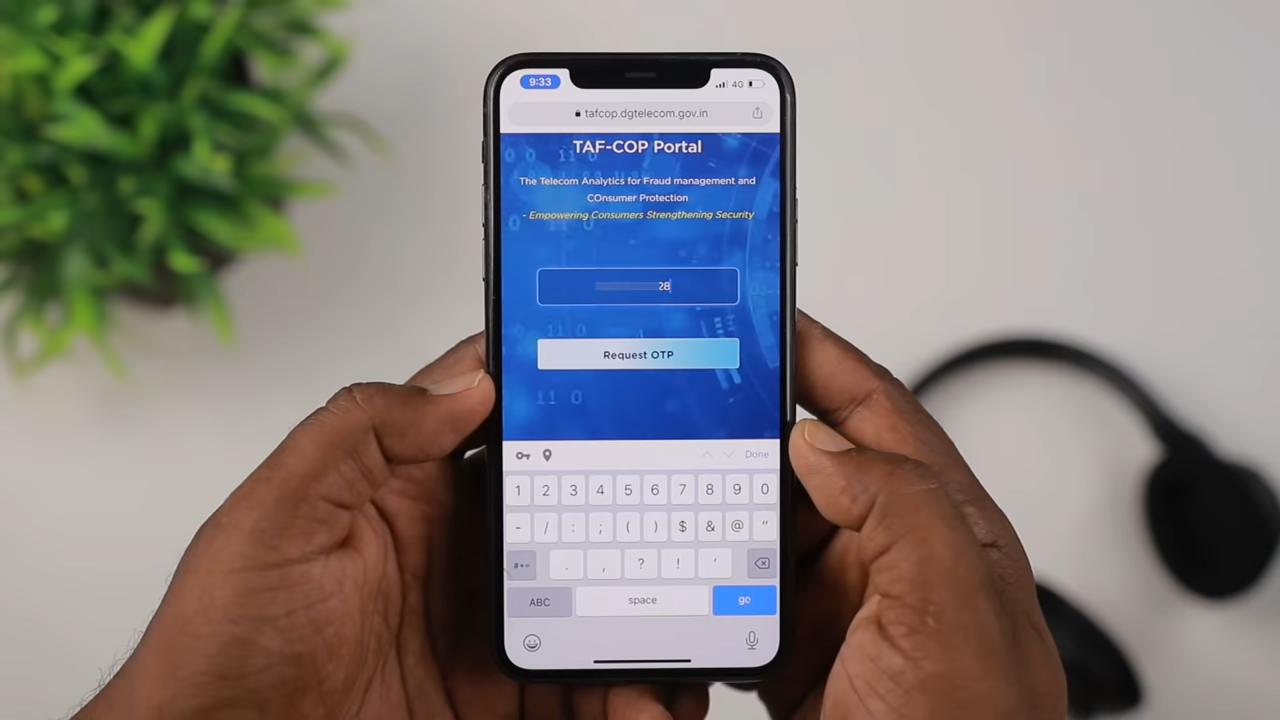 9:33
4G
tafcop.dgtelecom.gov.in
TAF-COP Portal
The Telecom Analytics for Fraud management and
COnsumer Protection
- Empowering Consumers Strengthening Security
28
Request OTP
Done
1 2 3 4 5 6 7 8 9 0
- / : ; ( ) $ & @ "
#+= . , ? ! '
ABC space go